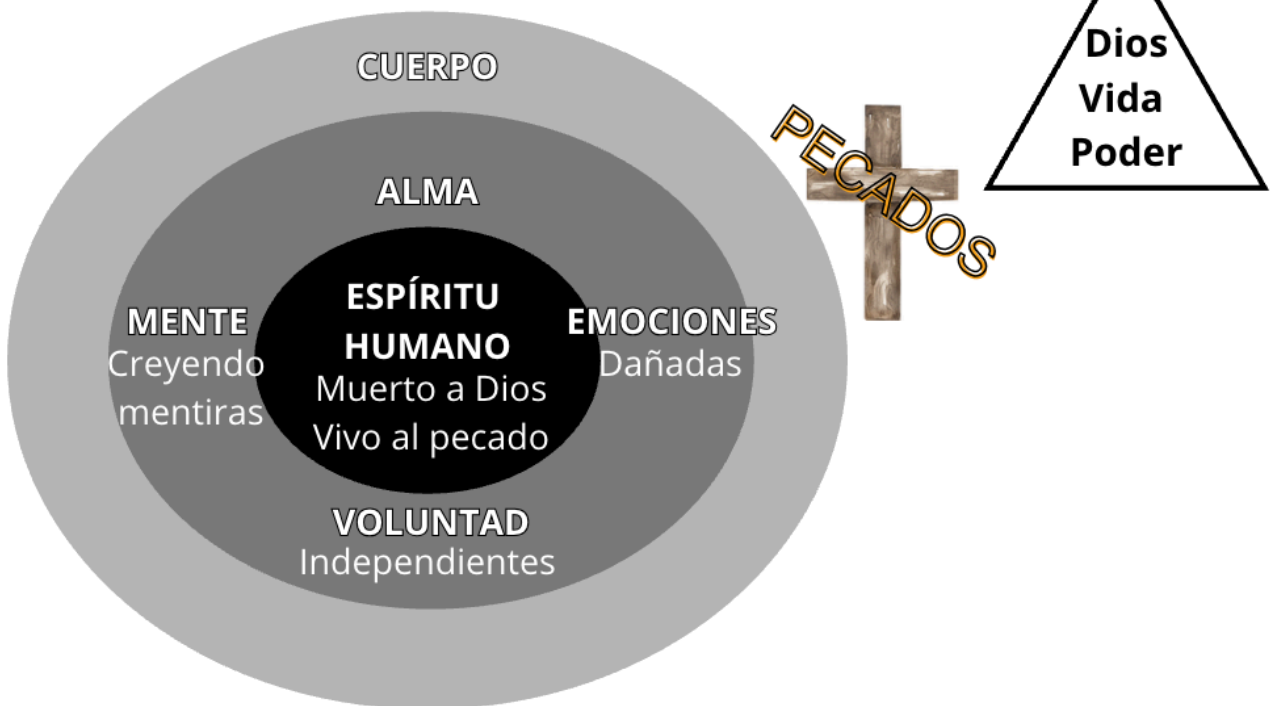 CUERPO
ALMA
ESPÍRITU
HUMANO
Muerto a Dios
Vivo al pecado
MENTE
Creyendo
mentiras
EMOCIONES
Dañadas
VOLUNTAD
Independientes
PECADOS
Dios
Vida
Poder